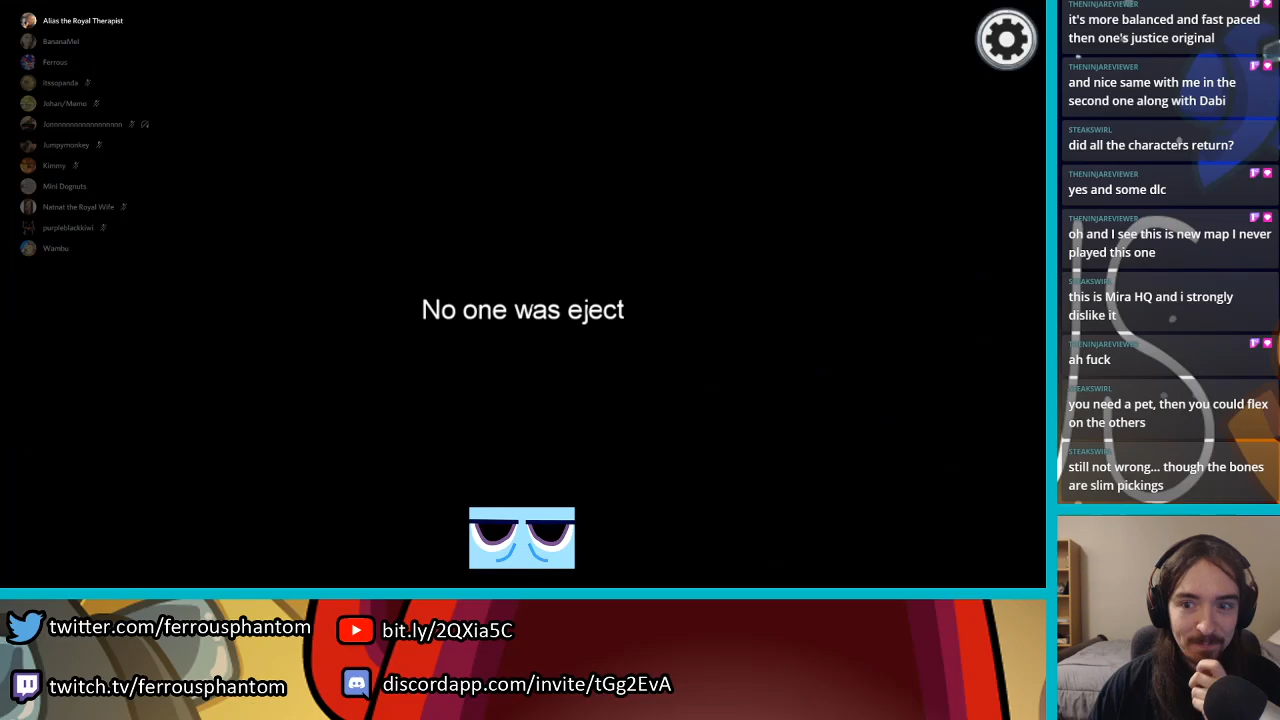 Alias the Royal Therapist
BananaMel
Ferrous
itssopanda
Johan/Memo
Jonnnnnnnnnnnnnnnnnn
Jumpymonkey
Kimmy
Mini Dognuts
Natnat the Royal Wife
purpleblackkiwi
Wambu
No one was eject
THENINJAREVIEWER
it's more balanced and fast paced
then one's justice original
THENINJAREVIEWER
and nice same with me in the
second one along with Dabi
STEAKSWIRL
did all the characters return?
THENINJAREVIEWER
yes and some dlc
THENINJAREVIEWER
oh and I see this is new map I never
played this one
STEAKSWIRL
this is Mira HQ and i strongly
dislike it
THENINJAREVIEWER
ah fuck
STEAKSWIRL
you need a pet, then you could flex
on the others
STEAKSWIRL
still not wrong... though the bones
are slim pickings
twitter.com/ferrousphantom
bit.ly/2QXia5C
twitch.tv/ferrousphantom
discordapp.com/invite/tGg2EvA